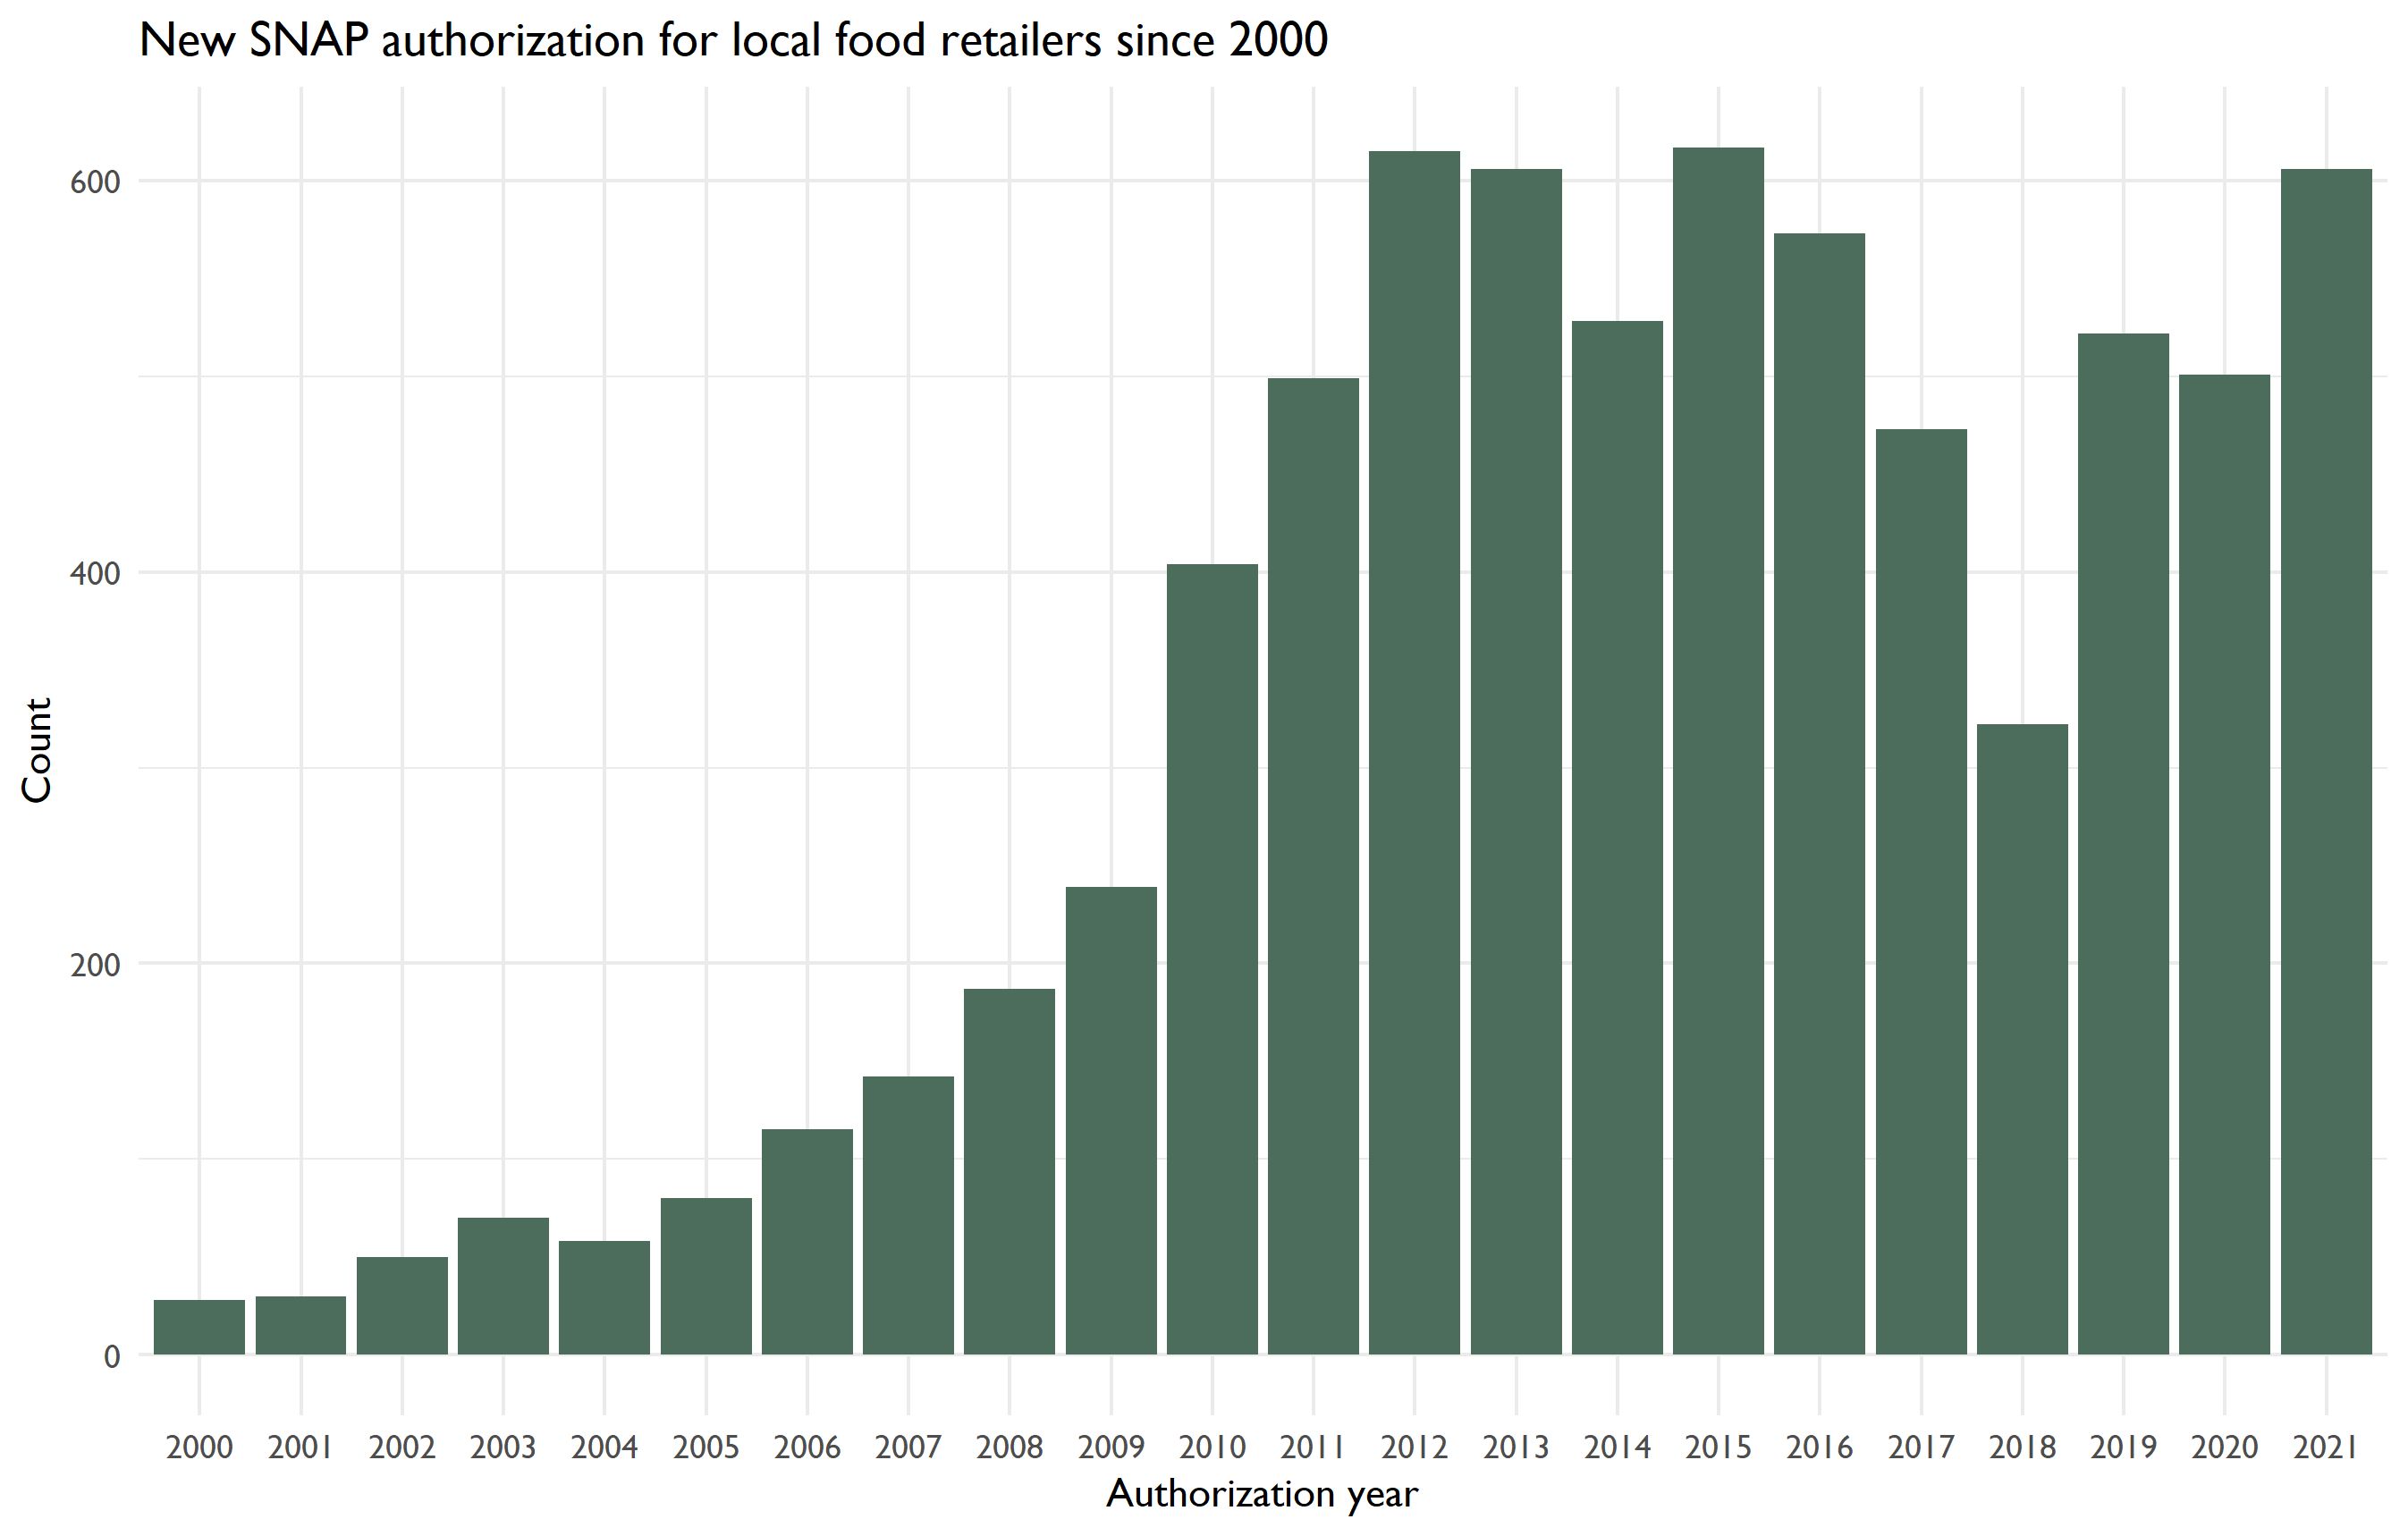 New SNAP authorization for local food retailers since 2000
600
400
200
0
Count
2000 2001 2002 2003 2004 2005 2006 2007 2008 2009 2010 2011 2012 2013 2014 2015 2016 2017 2018 2019 2020 2021
Authorization year